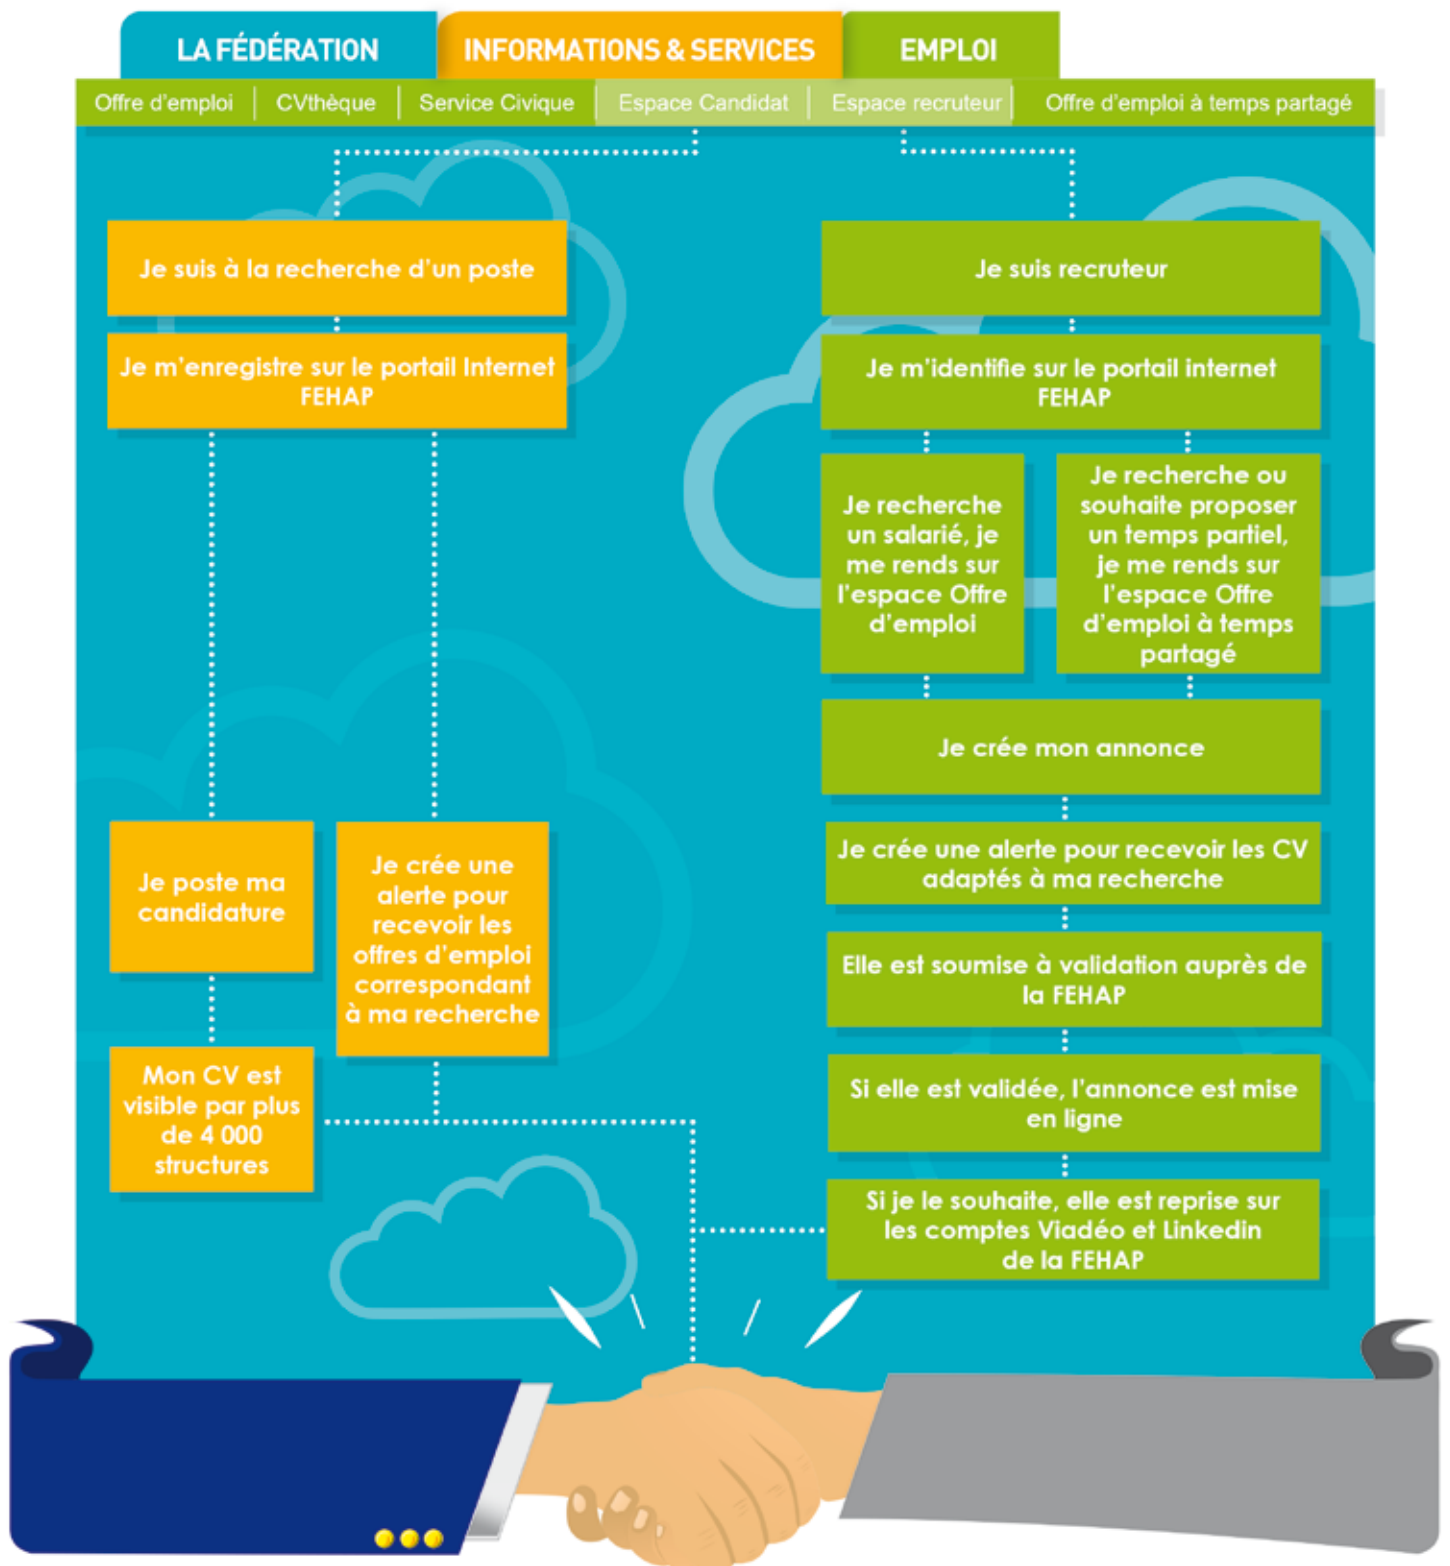 LA FÉDÉRATION
INFORMATIONS & SERVICES
EMPLOI
Offre d'emploi
CVthèque
Service Civique
Espace Candidat
Espace recruteur
Offre d'emploi à temps partagé
Je suis à la recherche d'un poste
Je m'enregistre sur le portail Internet
FEHAP
Je poste ma
candidature
Je crée une
alerte pour
recevoir les
offres d'emploi
correspondant
à ma recherche
Mon CV est
visible par plus
de 4 000
structures
Je suis recruteur
Je m'identifie sur le portail internet
FEHAP
Je recherche
un salarié, je
me rends sur
l'espace Offre
d'emploi
Je recherche ou
souhaite proposer
un temps partiel,
je me rends sur
l'espace Offre
d'emploi à temps
partagé
Je crée mon annonce
Je crée une alerte pour recevoir les CV
adaptés à ma recherche
Elle est soumise à validation auprès de
la FEHAP
Si elle est validée, l'annonce est mise
en ligne
Si je le souhaite, elle est reprise sur
les comptes Viadéo et Linkedin
de la FEHAP